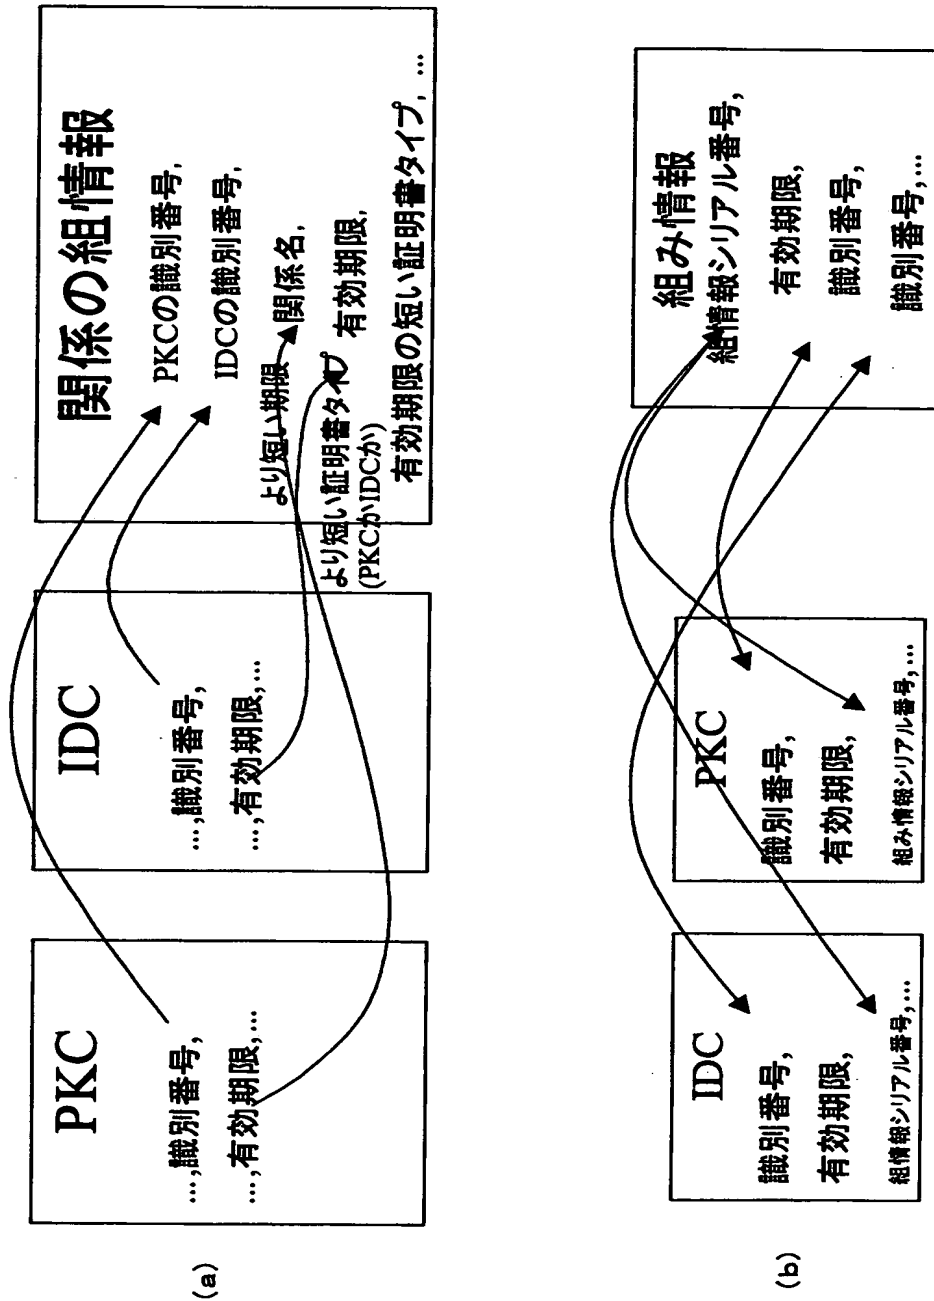 (a)
PKC
…,識別番号,
…,有効期限,…
IDC
…,識別番号,
…,有効期限,…
関係の組情報
PKCの識別番号,
IDCの識別番号,
より短い期限
関係名,
有効期限,
より短い証明書タイプ
(PKCかIDCか)
有効期限の短い証明書タイプ, …
(b)
IDC
識別番号,
有効期限,
組情報シリアル番号,…
PKC
識別番号,
有効期限,
組み情報シリアル番号,…
組み情報
組情報シリアル番号,
有効期限,
識別番号,
識別番号,…